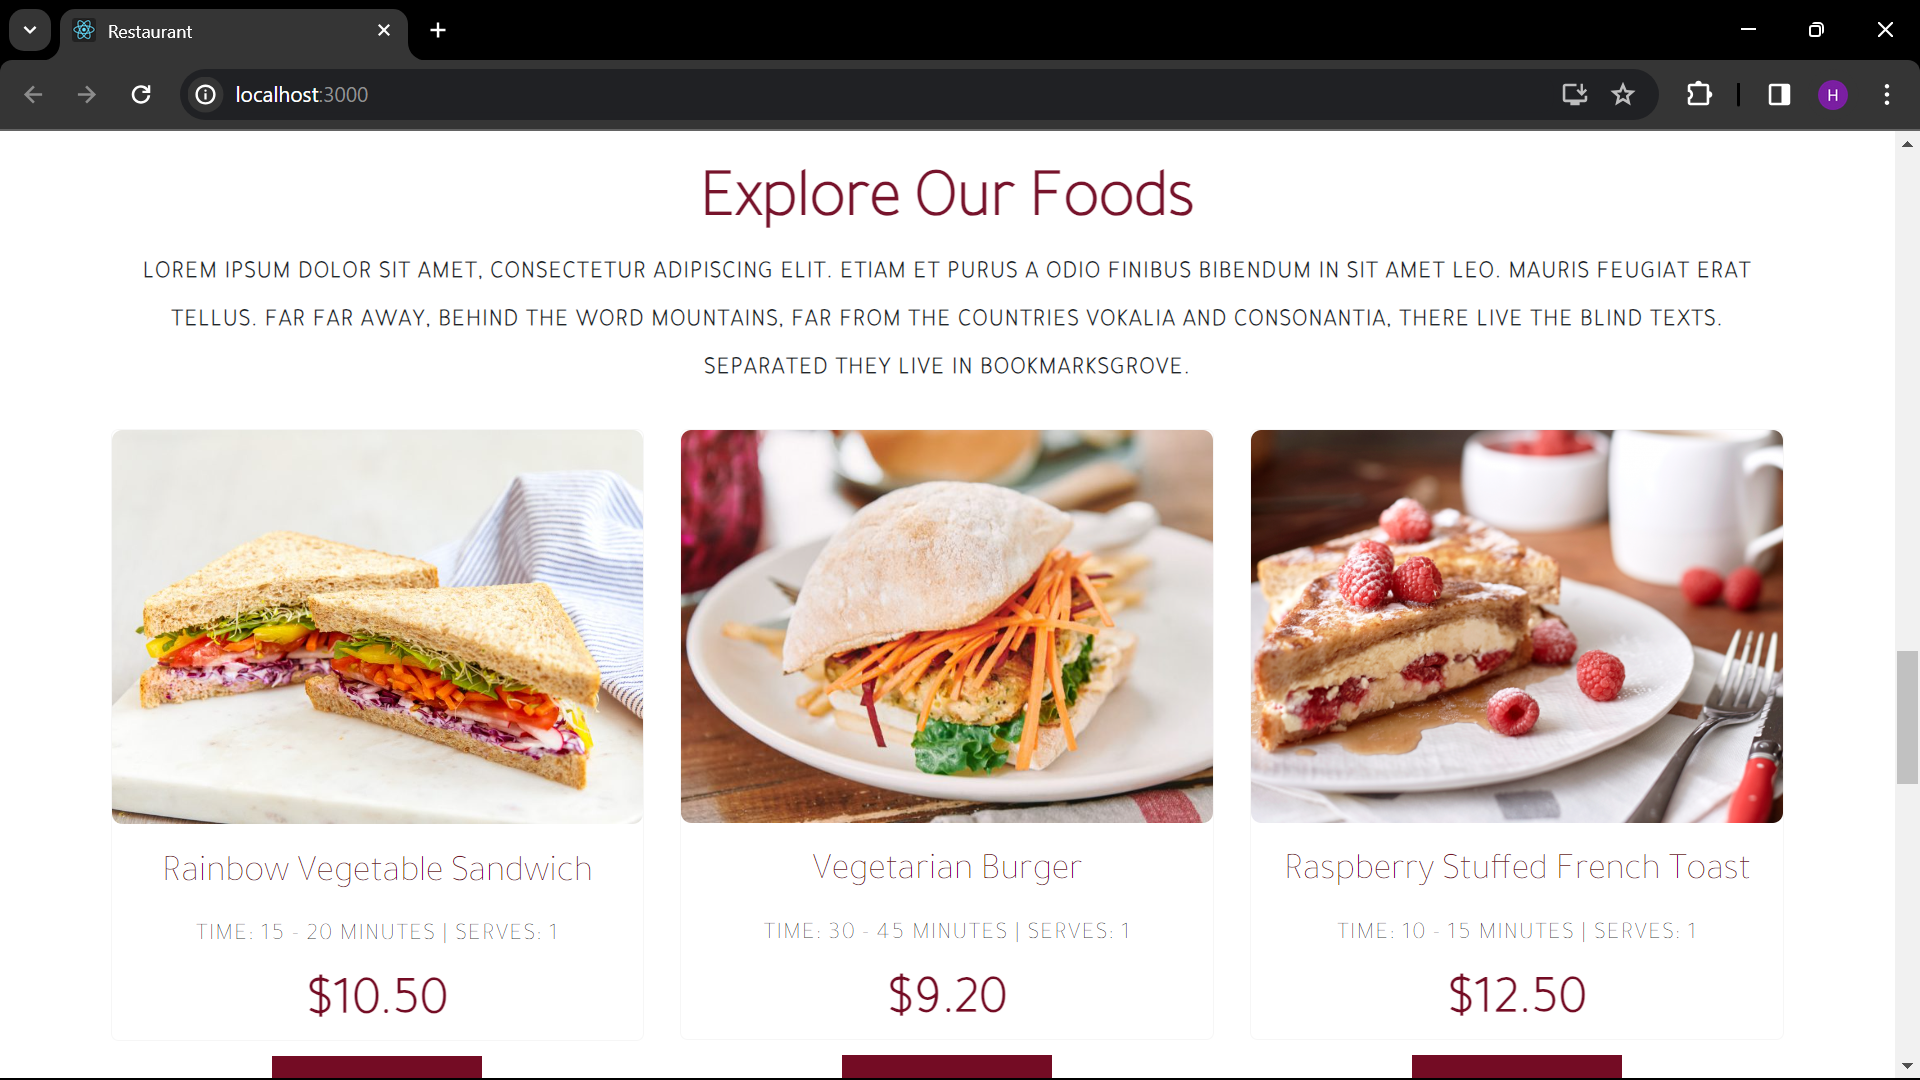 Restaurant
localhost:3000
H
Explore Our Foods
LOREM IPSUM DOLOR SIT AMET, CONSECTETUR ADIPISCING ELIT. ETIAM ET PURUS A ODIO FINIBUS BIBENDUM IN SIT AMET LEO. MAURIS FEUGIAT ERAT
TELLUS. FAR FAR AWAY, BEHIND THE WORD MOUNTAINS, FAR FROM THE COUNTRIES VOKALIA AND CONSONANTIA, THERE LIVE THE BLIND TEXTS.
SEPARATED THEY LIVE IN BOOKMARKSGROVE.
Rainbow Vegetable Sandwich
TIME: 15 - 20 MINUTES | SERVES: 1
$10.50
Vegetarian Burger
TIME: 30 - 45 MINUTES | SERVES: 1
$9.20
Raspberry Stuffed French Toast
TIME: 10 - 15 MINUTES | SERVES: 1
$12.50